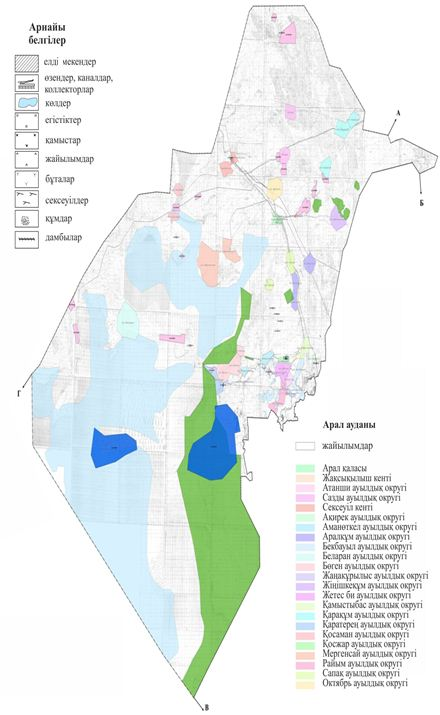 Арнайы
белгілер
елді мекендер
өзендер, каналдар,
коллекторлар
көлдер
егістіктер
қамыстар
жайылымдар
бұталар
сексеуілдер
құмдар
дамбылар
А
Б
Г
В
Арал ауданы
жайылымдар
Арал қаласы
Жақсықылыш кенті
Атанши ауылдық округі
Сазды ауылдық округі
Сексеуіл кенті
Ақирек ауылдық округі
Аманөткел ауылдық округі
Аралқұм ауылдық округі
Бекбауыл ауылдық округі
Беларан ауылдық округі
Бөген ауылдық округі
Жаңақұрылыс ауылдық округі
Жіңішкеқұм ауылдық округі
Жетес би ауылдық округі
Қамыстыбас ауылдық округі
Қарақұм ауылдық округі
Қаратерең ауылдық округі
Қосаман ауылдық округі
Қосжар ауылдық округі
Мергенсай ауылдық округі
Райым ауылдық округі
Сапақ ауылдық округі
Октябрь ауылдық округі